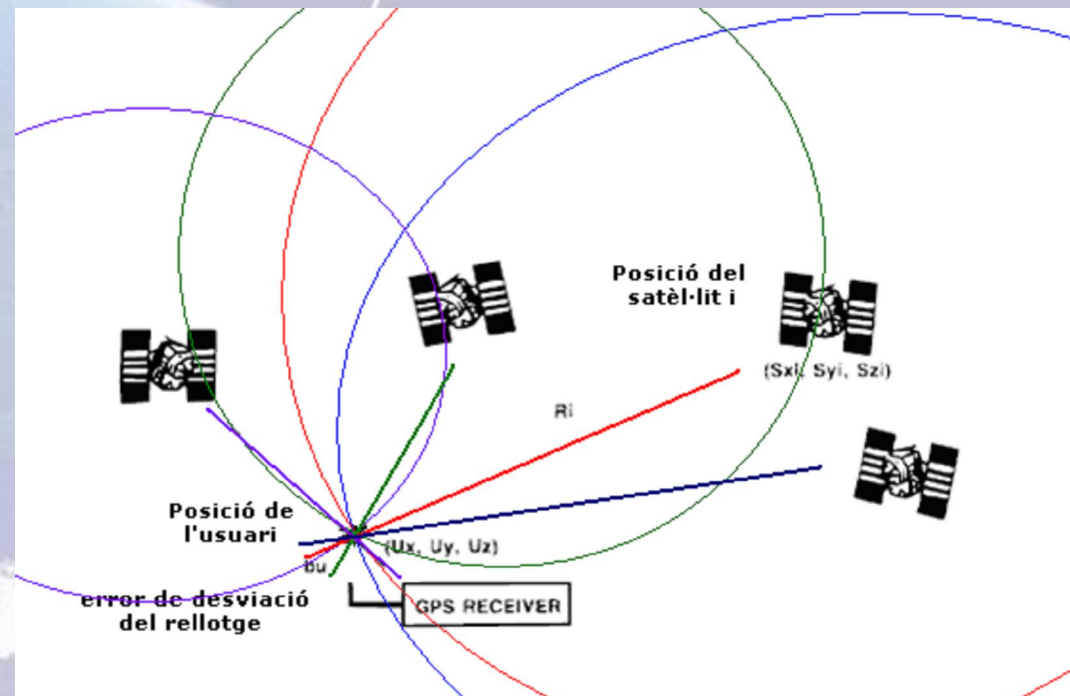 Posició del
satèl·lit i
(Sxi, Syi, Szi)
Ri
Posició de
l'usuari
(Ux, Uy, Uz)
bu
error de desviació
del rellotge
GPS RECEIVER